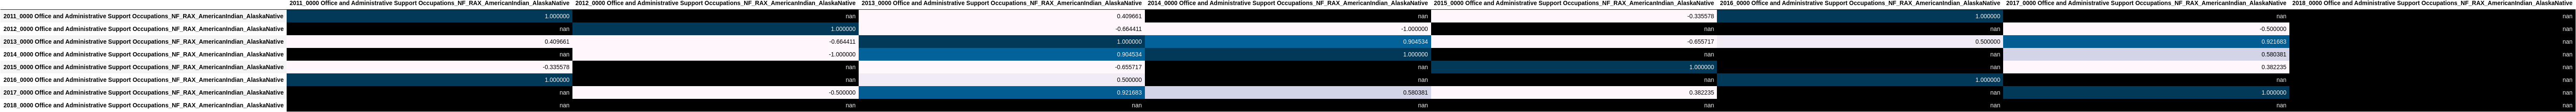 2011_0000 Office and Administrative Support Occupations_NF_RAX_AmericanIndian_AlaskaNative 2012_0000 Office and Administrative Support Occupations_NF_RAX_AmericanIndian_AlaskaNative 2013_0000 Office and Administrative Support Occupations_NF_RAX_AmericanIndian_AlaskaNative 2014_0000 Office and Administrative Support Occupations_NF_RAX_AmericanIndian_AlaskaNative 2015_0000 Office and Administrative Support Occupations_NF_RAX_AmericanIndian_AlaskaNative 2016_0000 Office and Administrative Support Occupations_NF_RAX_AmericanIndian_AlaskaNative 2017_0000 Office and Administrative Support Occupations_NF_RAX_AmericanIndian_AlaskaNative 2018_0000 Office and Administrative Support Occupations_NF_RAX_AmericanIndian_AlaskaNative
2011_0000 Office and Administrative Support Occupations_NF_RAX_AmericanIndian_AlaskaNative 1.000000 nan 0.409661 nan -0.335578 1.000000 nan nan
2012_0000 Office and Administrative Support Occupations_NF_RAX_AmericanIndian_AlaskaNative nan 1.000000 -0.664411 -1.000000 nan nan -0.500000 nan
2013_0000 Office and Administrative Support Occupations_NF_RAX_AmericanIndian_AlaskaNative 0.409661 -0.664411 1.000000 0.904534 -0.655717 0.500000 0.921683 nan
2014_0000 Office and Administrative Support Occupations_NF_RAX_AmericanIndian_AlaskaNative nan -1.000000 0.904534 1.000000 nan nan 0.580381 nan
2015_0000 Office and Administrative Support Occupations_NF_RAX_AmericanIndian_AlaskaNative -0.335578 nan -0.655717 nan 1.000000 nan 0.382235 nan
2016_0000 Office and Administrative Support Occupations_NF_RAX_AmericanIndian_AlaskaNative 1.000000 nan 0.500000 nan nan 1.000000 nan nan
2017_0000 Office and Administrative Support Occupations_NF_RAX_AmericanIndian_AlaskaNative nan -0.500000 0.921683 0.580381 0.382235 nan 1.000000 nan
2018_0000 Office and Administrative Support Occupations_NF_RAX_AmericanIndian_AlaskaNative nan nan nan nan nan nan nan nan